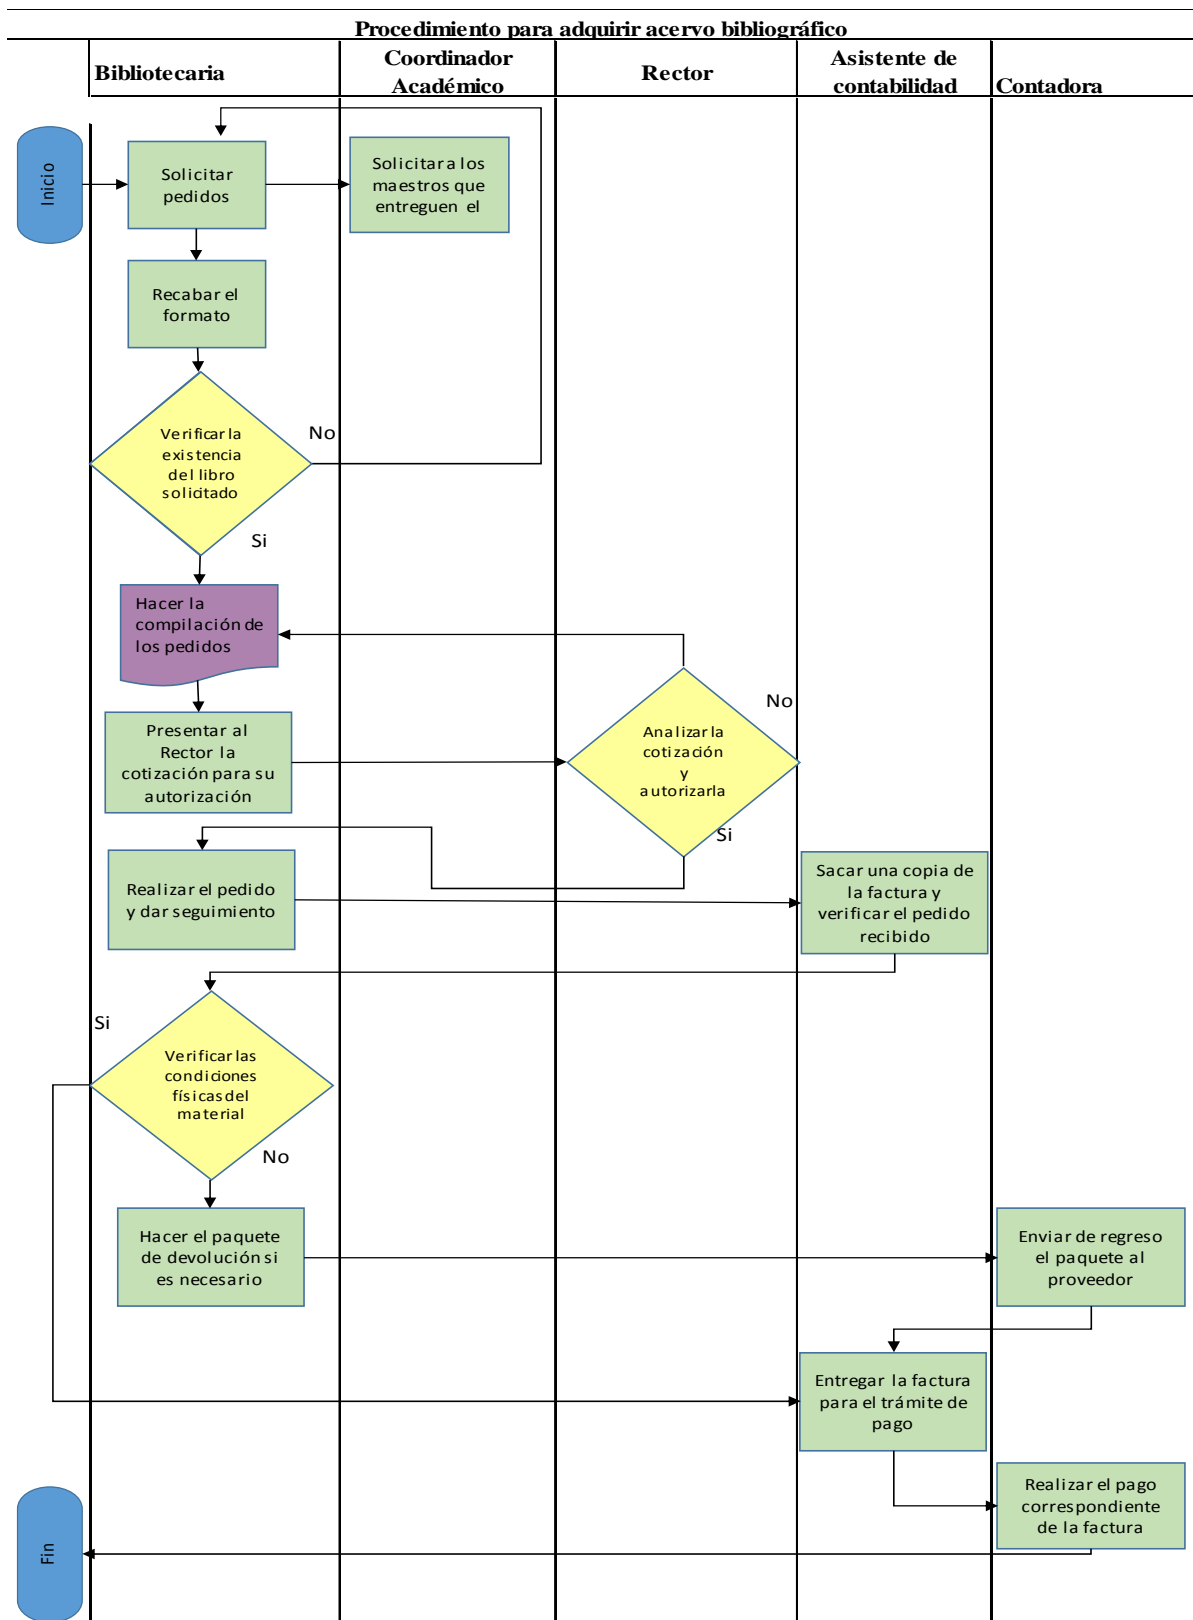 Procedimiento para adquirir acervo bibliográfico
Bibliotecaria
Coordinador
Académico
Rector
Asistente de
contabilidad
Contadora
Inicio
Solicitar
pedidos
Solicitar a los
maestros que
entreguen el
Recabar el
formato
Verificar la
existencia
del libro
solicitado
No
Si
Hacer la
compilación de
los pedidos
Presentar al
Rector la
cotización para su
autorización
Analizar la
cotización
y
autorizarla
No
Si
Realizar el pedido
y dar seguimiento
Sacar una copia de
la factura y
verificar el pedido
recibido
Si
Verificar las
condiciones
físicas del
material
No
Hacer el paquete
de devolución si
es necesario
Enviar de regreso
el paquete al
proveedor
Entregar la factura
para el trámite de
pago
Realizar el pago
correspondiente
de la factura
Fin